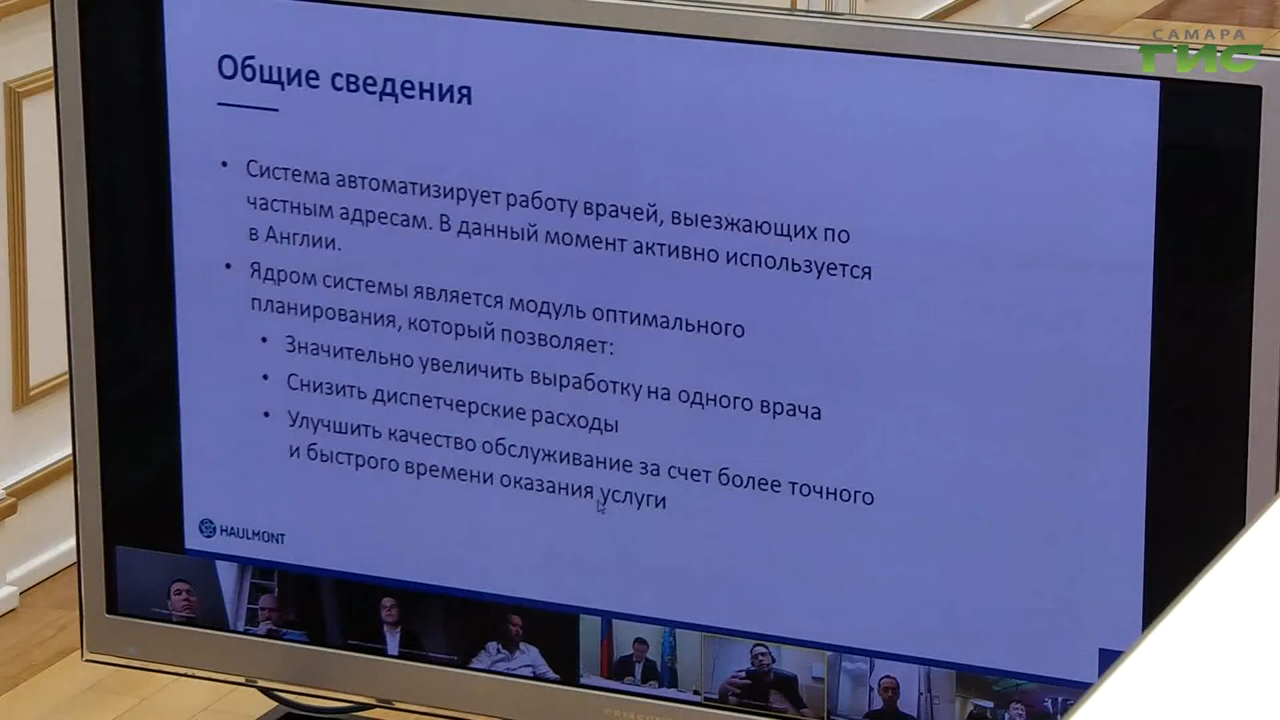 САМАРА
ГИС
Общие сведения
• Система автоматизирует работу врачей, выезжающих по
частным адресам. В данный момент активно используется
в Англии.
• Ядром системы является модуль оптимального
планирования, который позволяет:
• Значительно увеличить выработку на одного врача
• Снизить диспетчерские расходы
• Улучшить качество обслуживание за счет более точного
и быстрого времени оказания услуги
HAULMONT
SAMSUNG